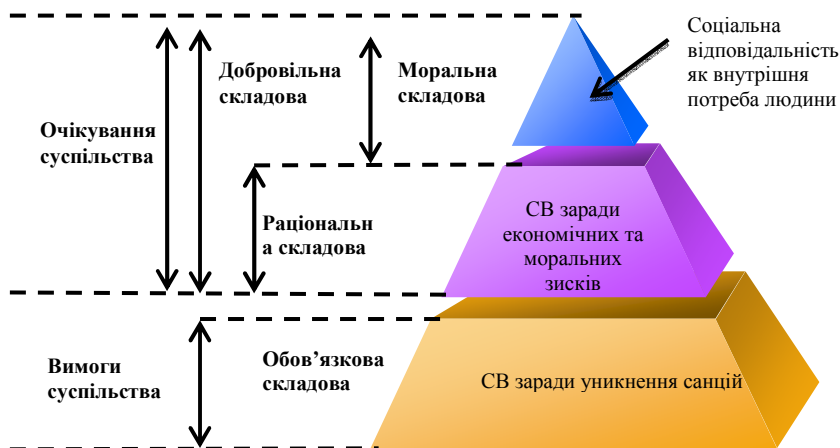 Соціальна
відповідальність
як внутрішня
потреба людини
Добровільна
складова
Моральна
складова
Очікування
суспільства
Раціональн
а складова
СВ заради
економічних та
моральних
зисків
Вимоги
суспільства
Обов’язкова
складова
СВ заради уникнення санкцій